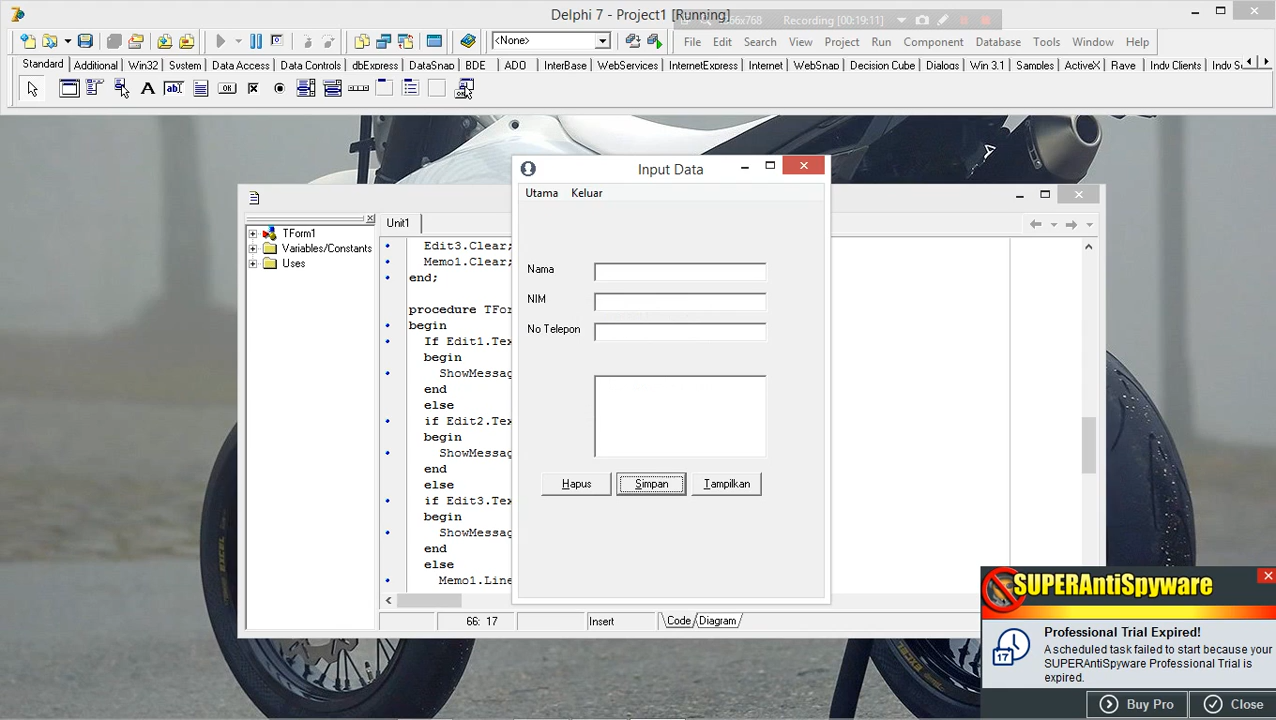 Delphi 7 - Project1 [Running]
66x768
Recording [00:19:11]
<None>
File Edit Search View Project Run Component Database Tools Window Help
Standard Additional Win32 System Data Access Data Controls dbExpress DataSnap BDE ADO InterBase WebServices InternetExpress Internet WebSnap Decision Cube Dialogs Win 3.1 Samples ActiveX Rave Indy Clients Indy S
Input Data
Utama Keluar
Nama
NIM
No Telepon
Hapus Simpan Tampilkan
Unit1
TForm1
Variables/Constants
Uses
Edit3.Clear;
Memo1.Clear;
end;
procedure TFor
begin
If Edit1.Tex
begin
ShowMessag
end
else
if Edit2.Tex
begin
ShowMessag
end
else
if Edit3.Tex
begin
ShowMessag
end
else
Memo1.Line
66: 17
Insert
Code Diagram
SUPERAntiSpyware
Professional Trial Expired!
17
A scheduled task failed to start because your
SUPERAntiSpyware Professional Trial is
expired.
Buy Pro Close